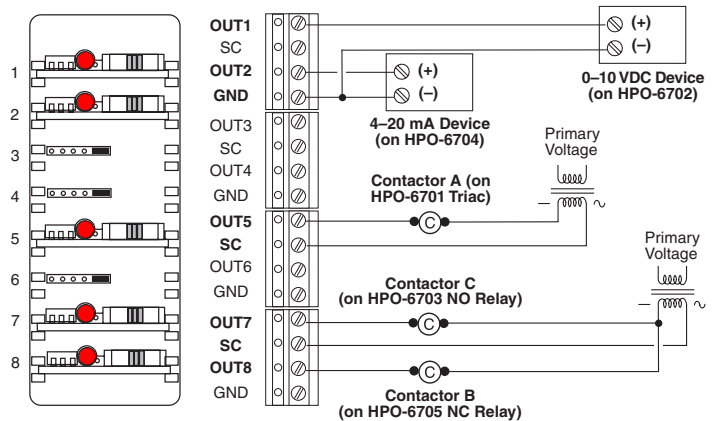 1
2
3
4
5
6
7
8
OUT1
SC
OUT2
GND
OUT3
SC
OUT4
GND
OUT5
SC
OUT6
GND
OUT7
SC
OUT8
GND
(+)
(–)
0–10 VDC Device
(on HPO-6702)
(+)
(–)
4–20 mA Device
(on HPO-6704)
Primary
Voltage
Contactor A (on
HPO-6701 Triac)
C
Primary
Voltage
Contactor C
(on HPO-6703 NO Relay)
C
C
Contactor B
(on HPO-6705 NC Relay)